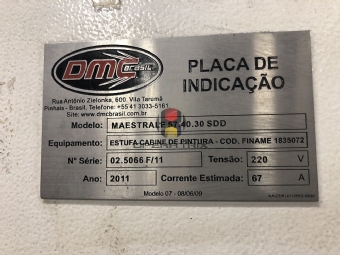 DMC brasil
PLACA DE
INDICAÇÃO
Rua Antônio Zielonka, 600. Vila Tarumã
Pinhais - Brasil. Telefone: +55 41 3033-5161
Site: www.dmcbrasil.com.br
Modelo: MAESTRALE 57.40.30 SDD
Equipamento: ESTUFA CABINE DE PINTURA - COD. FINAME 1835072
N° Série: 02.5066 F/11 Tensão: 220 V
Ano: 2011 Corrente Estimada: 67 A
Modelo 07 - 08/06/09